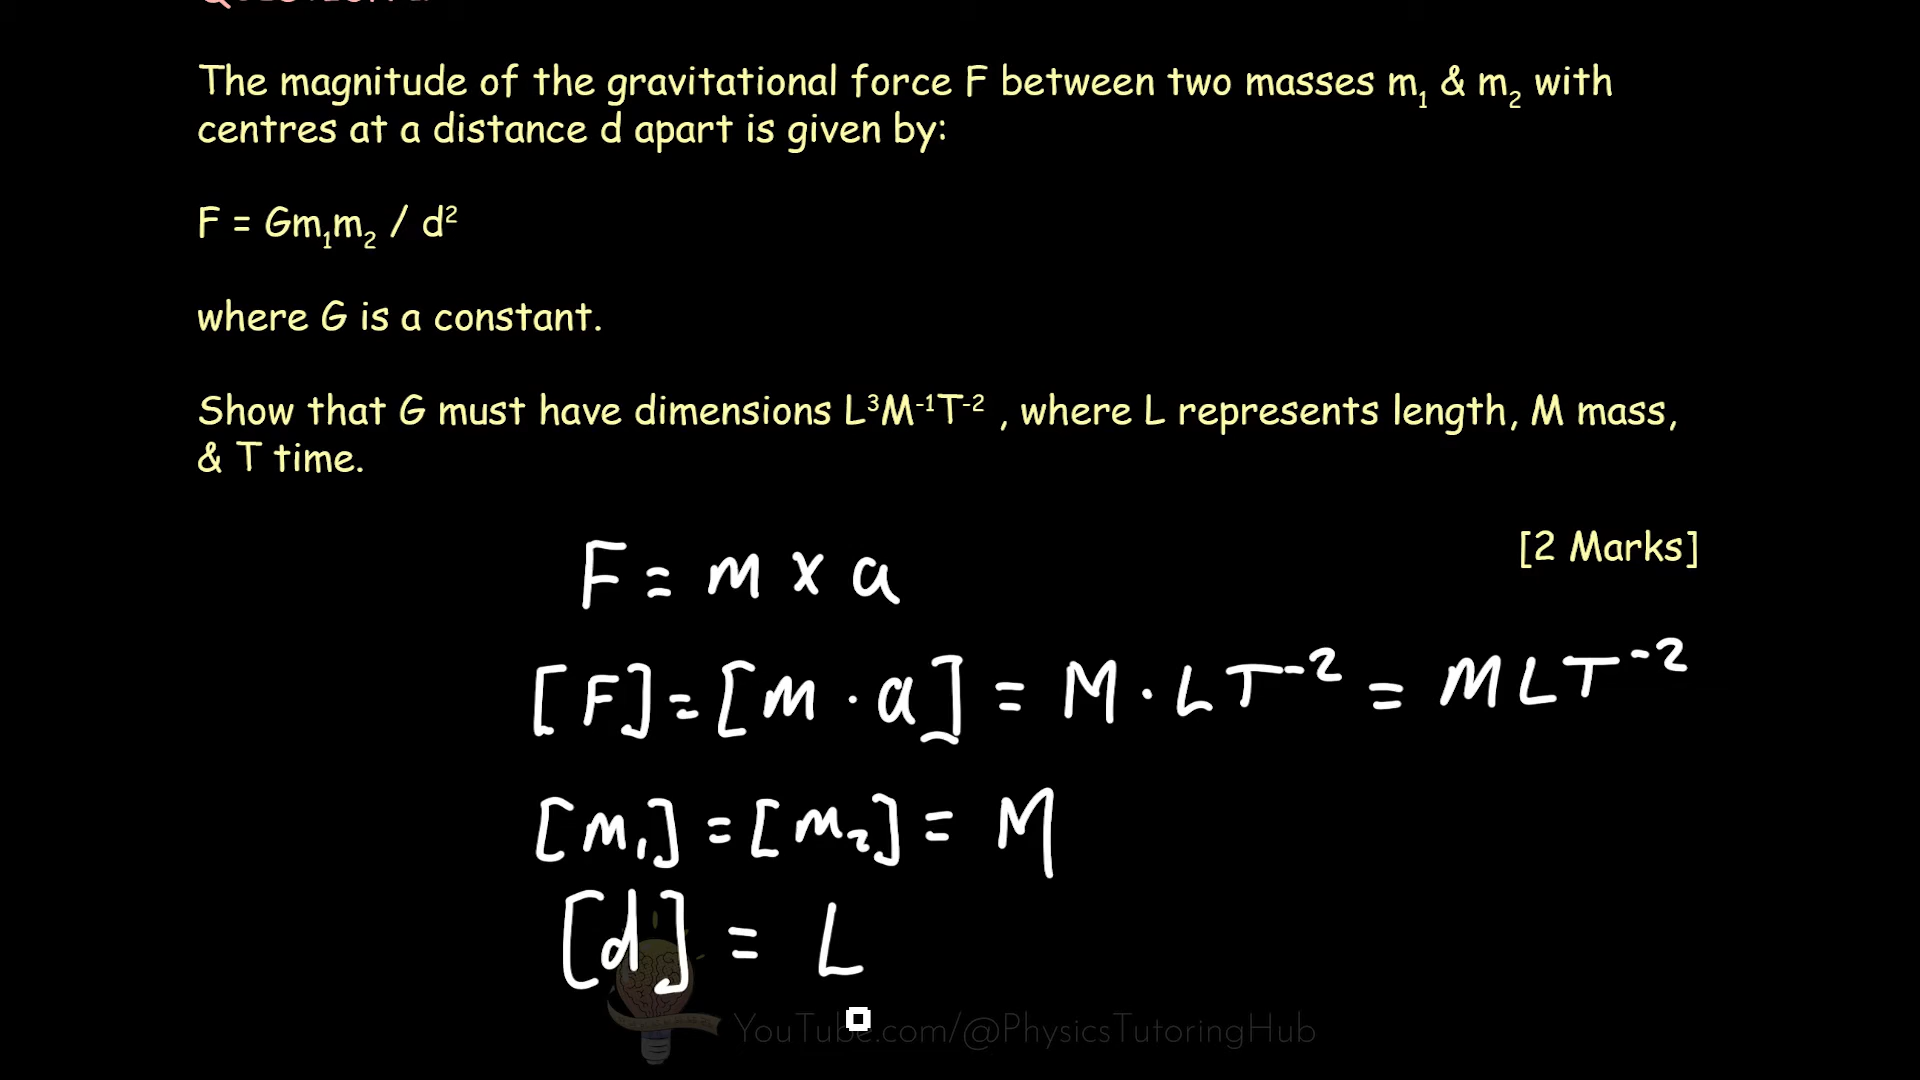 The magnitude of the gravitational force F between two masses m₁ & m₂ with
centres at a distance d apart is given by:
F = Gm₁m₂ / d²
where G is a constant.
Show that G must have dimensions L³M⁻¹T⁻² , where L represents length, M mass,
& T time.
[2 Marks]
F = m × a
[F] = [m · a] = M · LT⁻² = MLT⁻²
[m₁] = [m₂] = M
[d] = L
YouTube.com/@PhysicsTutoringHub